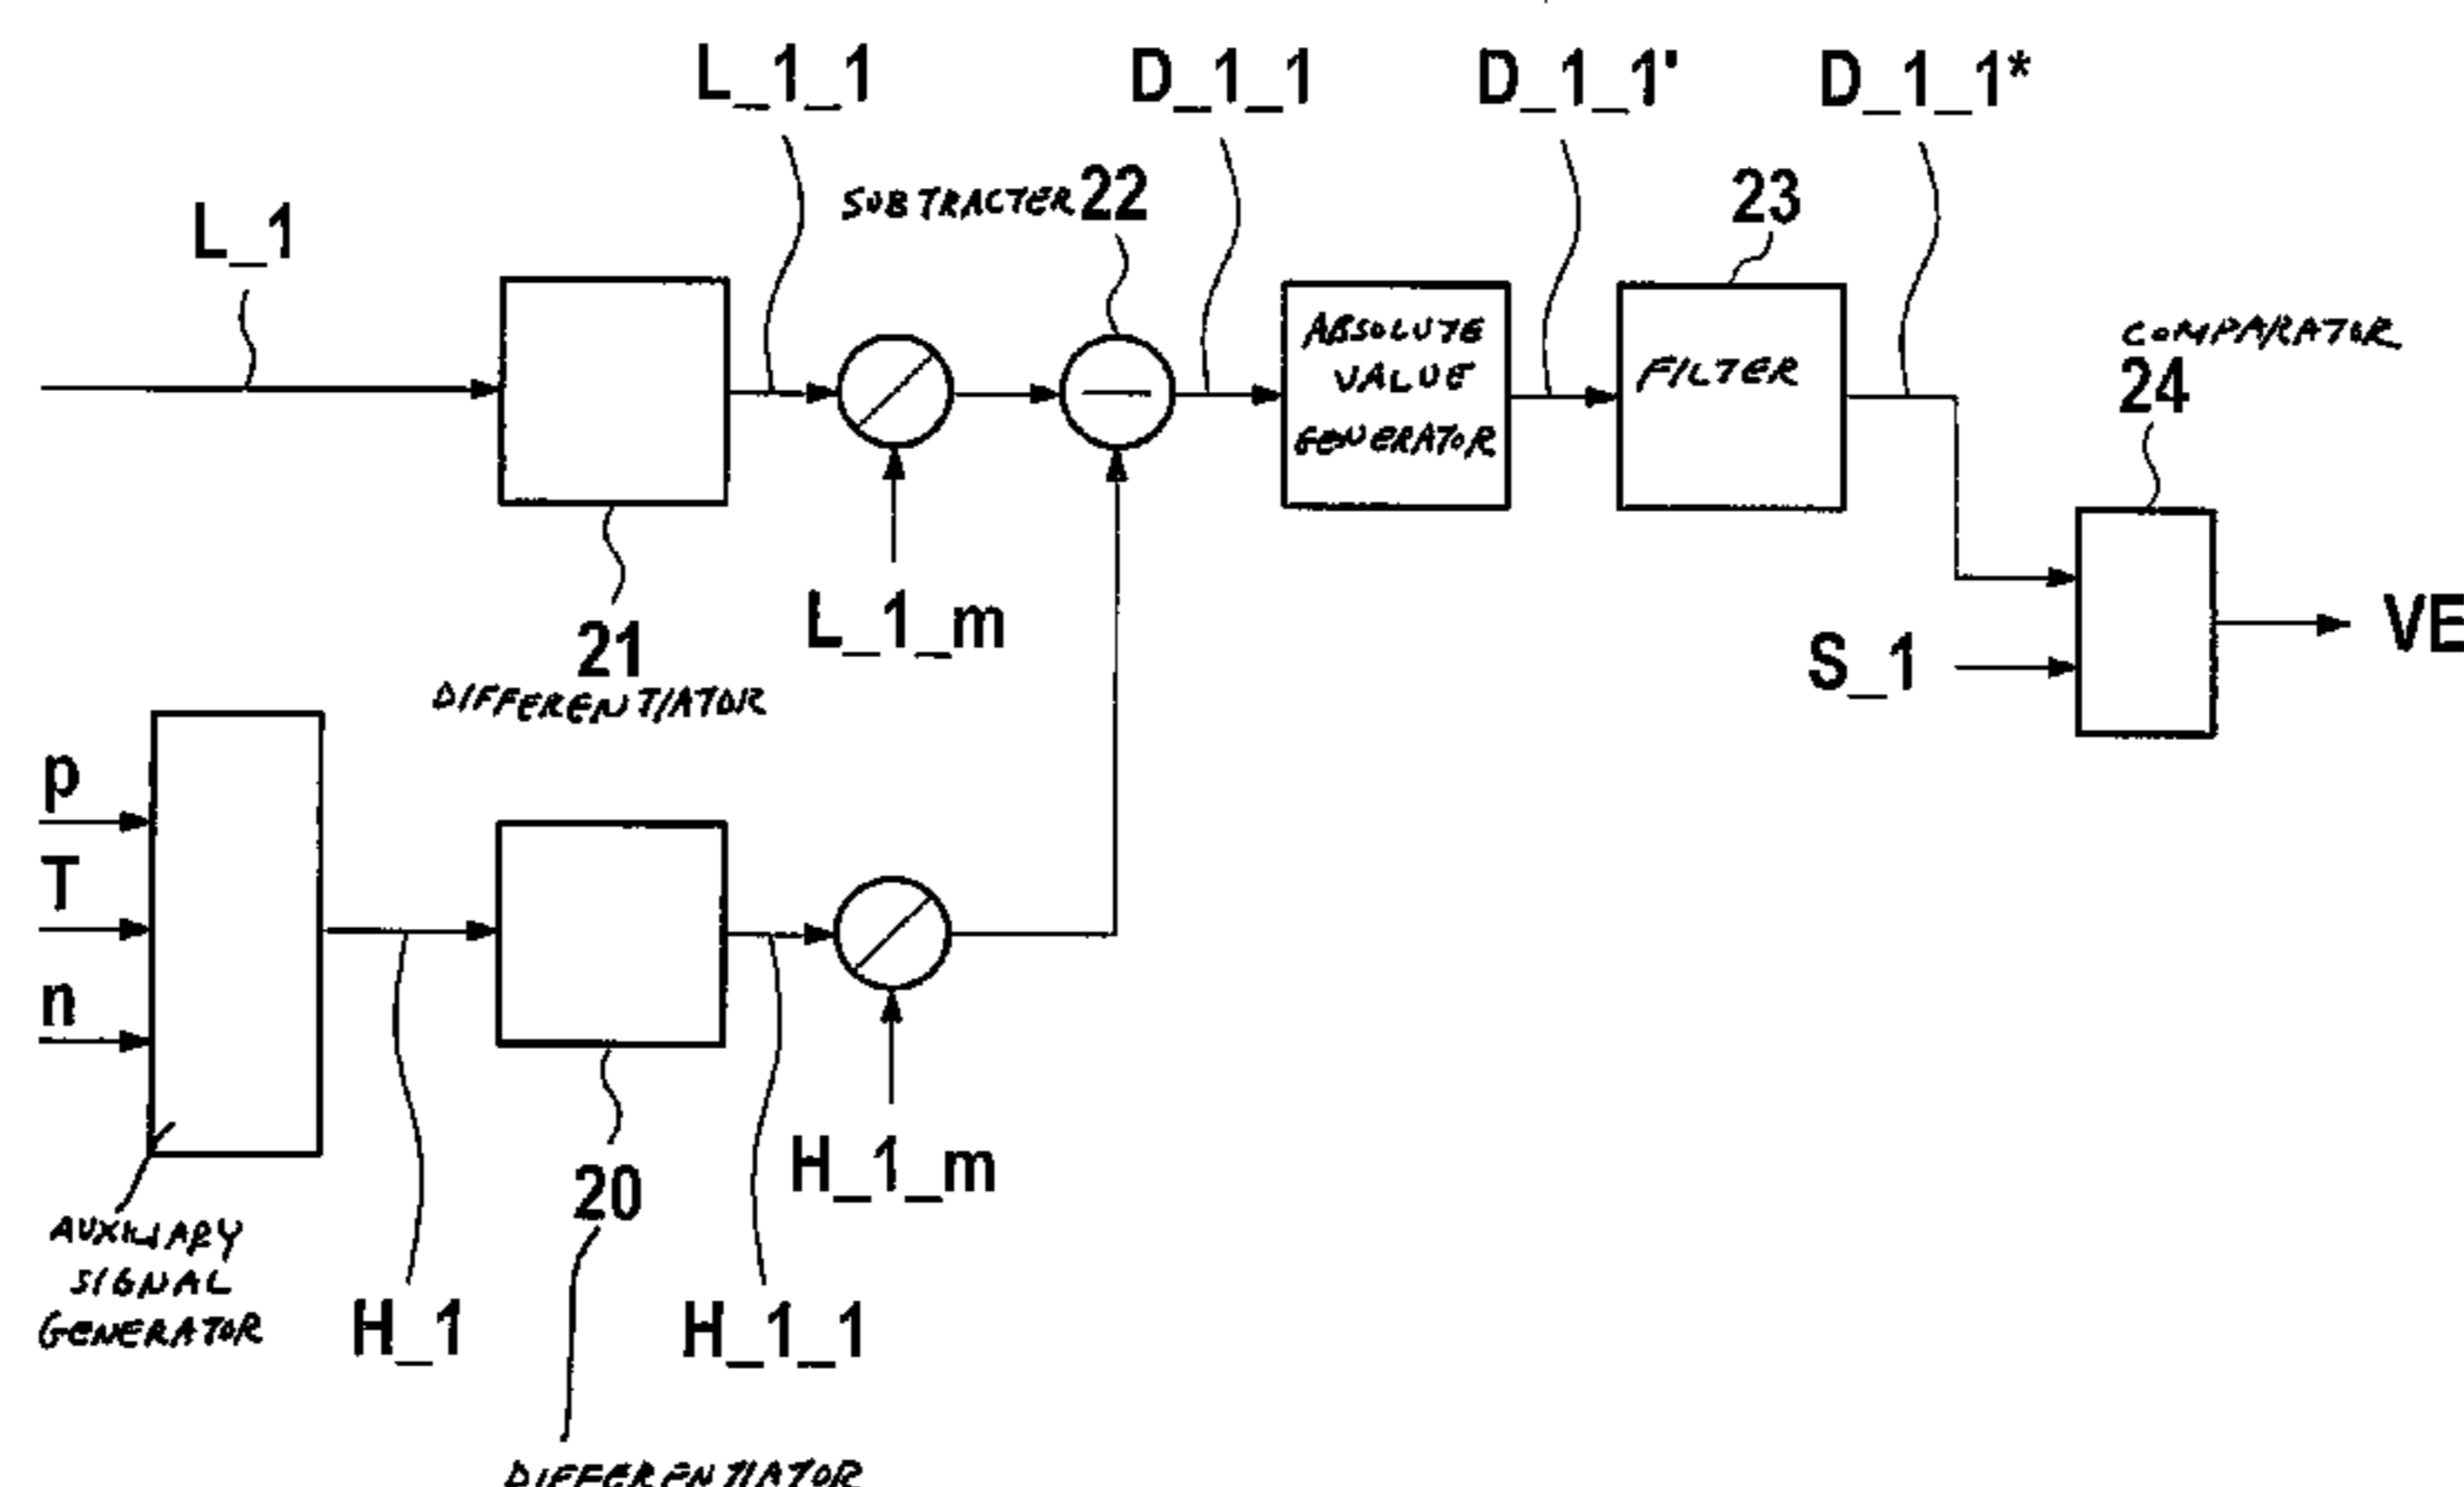 L_1_1
D_1_1
D_1_1'
D_1_1*
L_1
SUBTRACTER 22
23
ABSOLUTE
VALUE
GENERATOR
FILTER
COMPARATOR
24
L_1_m
21
DIFFERENTIATOR
S_1
VE
p
T
n
20
H_1_m
AUXILIARY
SIGNAL
GENERATOR
H_1
H_1_1
DIFFERENTIATOR